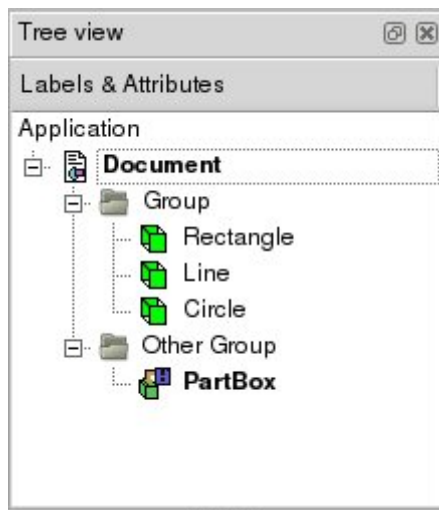 Tree view
Labels & Attributes
Application
Document
Group
Rectangle
Line
Circle
Other Group
PartBox